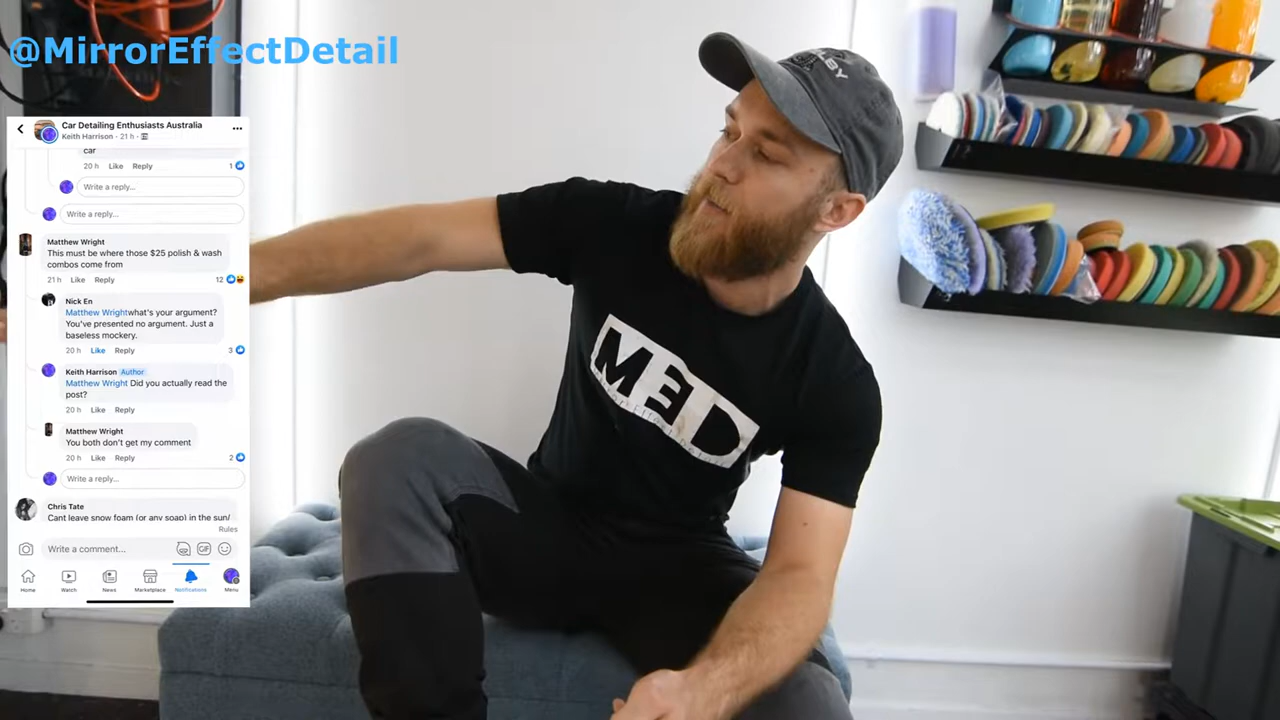 @MirrorEffectDetail
Car Detailing Enthusiasts Australia
Keith Harrison · 21 h ·
car
20 h Like Reply 1
Write a reply...
Write a reply...
Matthew Wright
This must be where those $25 polish & wash
combos come from
21 h Like Reply 12
Nick En
Matthew Wrightwhat's your argument?
You've presented no argument. Just a
baseless mockery.
20 h Like Reply 3
Keith Harrison Author
Matthew Wright Did you actually read the
post?
20 h Like Reply
Matthew Wright
You both don't get my comment
20 h Like Reply 2
Write a reply...
Chris Tate
Cant leave snow foam (or any soap) in the sun/
Rules
Write a comment...
GIF
Home Watch News Marketplace Notifications Menu
MED